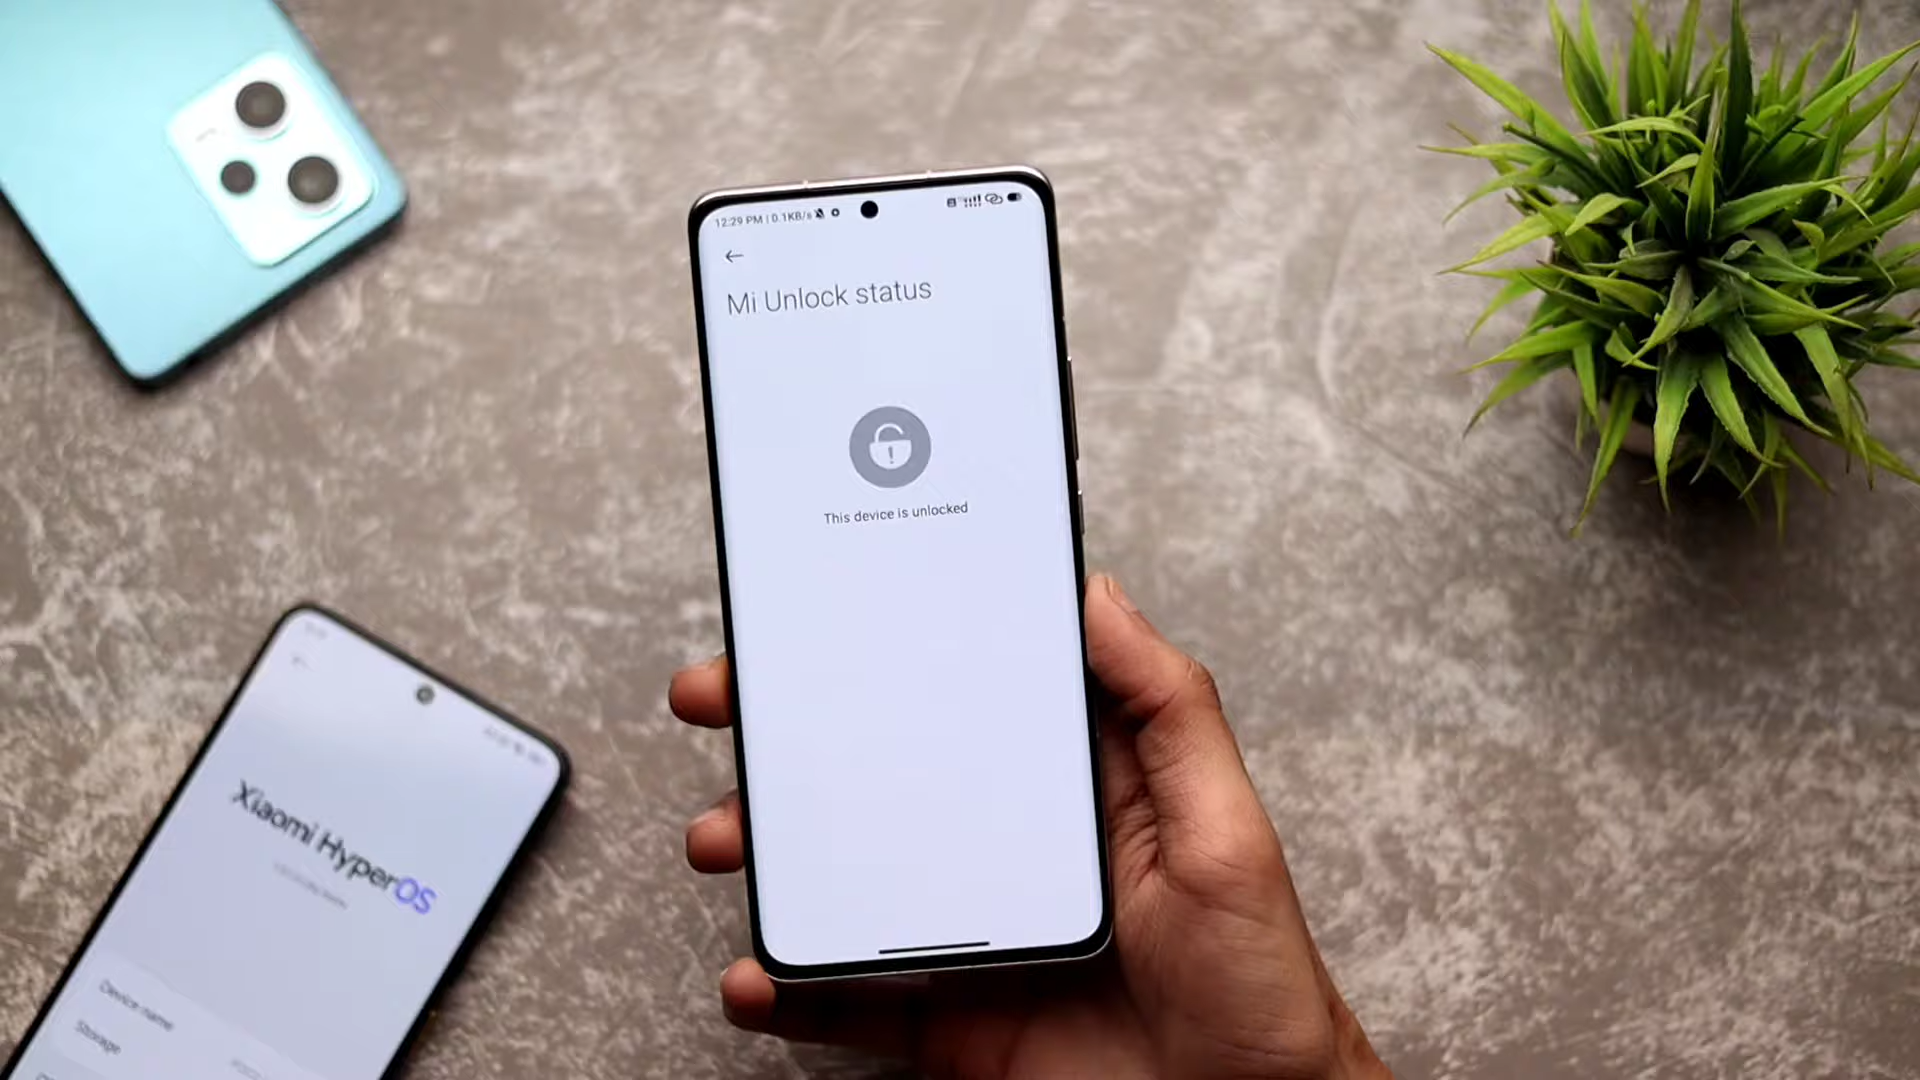 12:29 PM | 0.1KB/s
Mi Unlock status
This device is unlocked
Xiaomi HyperOS
Device name
Storage